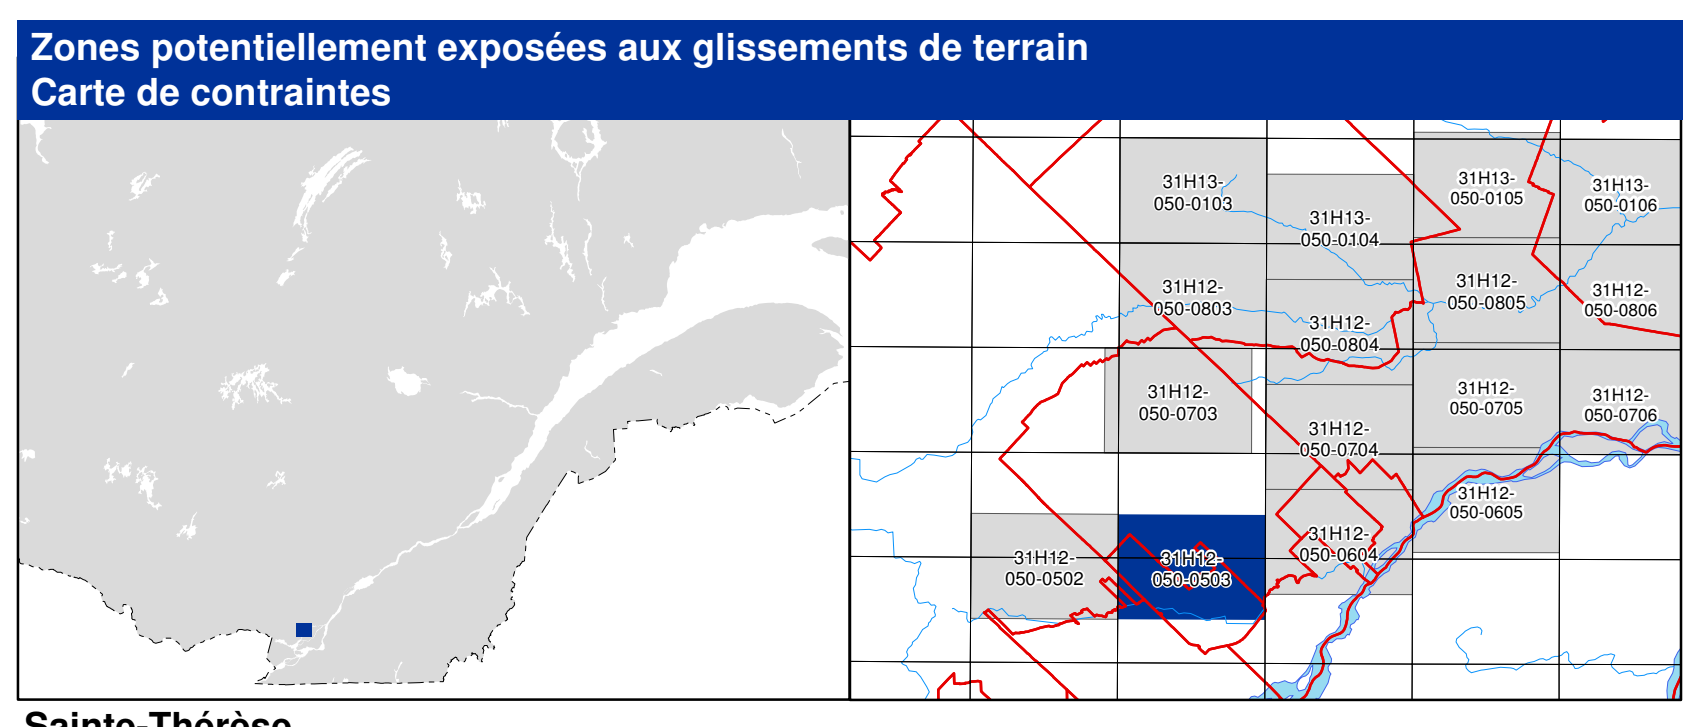 Zones potentiellement exposées aux glissements de terrain
Carte de contraintes
31H13-
050-0103
31H13-
050-0104
31H13-
050-0105
31H13-
050-0106
31H12-
050-0803
31H12-
050-0804
31H12-
050-0805
31H12-
050-0806
31H12-
050-0703
31H12-
050-0704
31H12-
050-0705
31H12-
050-0706
31H12-
050-0502
31H12-
050-0503
31H12-
050-0604
31H12-
050-0605
Sainte-Thérèse